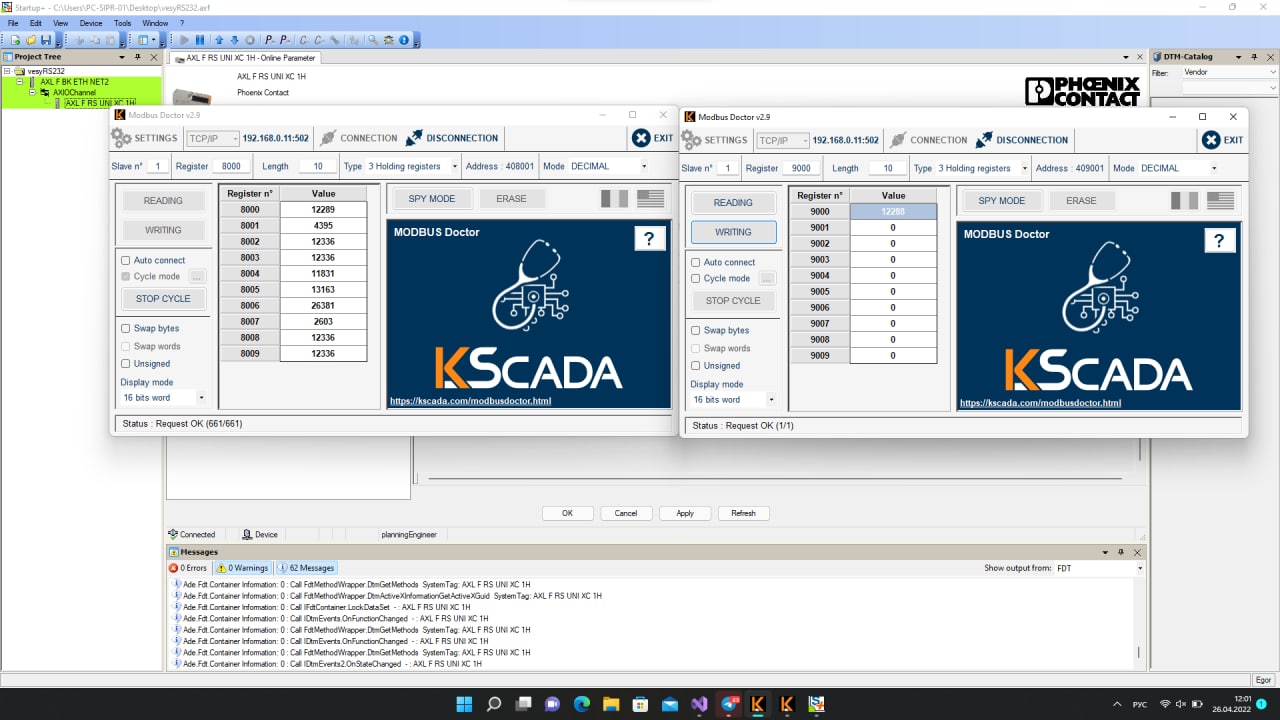 Startup+ - C:\Users\PC-SIPR-01\Desktop\vesyRS232.arf
File Edit View Device Tools Window ?
Project Tree
vesyRS232
AXL F BK ETH NET2
AXIOChannel
AXL F RS UNI XC 1H
AXL F RS UNI XC 1H - Online Parameter
AXL F RS UNI XC 1H
Phoenix Contact
PHOENIX
CONTACT
DTM-Catalog
Filter: Vendor
Modbus Doctor v2.9
SETTINGS TCP/IP 192.168.0.11:502 CONNECTION DISCONNECTION EXIT
Slave n° 1 Register 8000 Length 10 Type 3 Holding registers Address : 408001 Mode DECIMAL
READING
WRITING
Auto connect
Cycle mode ...
STOP CYCLE
Swap bytes
Swap words
Unsigned
Display mode
16 bits word
Register n° Value
8000 12289
8001 4395
8002 12336
8003 12336
8004 11831
8005 13163
8006 26381
8007 2603
8008 12336
8009 12336
SPY MODE ERASE
MODBUS Doctor ?
KSCADA
https://kscada.com/modbusdoctor.html
Status : Request OK (661/661)
Modbus Doctor v2.9
SETTINGS TCP/IP 192.168.0.11:502 CONNECTION DISCONNECTION EXIT
Slave n° 1 Register 9000 Length 10 Type 3 Holding registers Address : 409001 Mode DECIMAL
READING
WRITING
Auto connect
Cycle mode ...
STOP CYCLE
Swap bytes
Swap words
Unsigned
Display mode
16 bits word
Register n° Value
9000 12288
9001 0
9002 0
9003 0
9004 0
9005 0
9006 0
9007 0
9008 0
9009 0
SPY MODE ERASE
MODBUS Doctor ?
KSCADA
https://kscada.com/modbusdoctor.html
Status : Request OK (1/1)
OK Cancel Apply Refresh
Connected Device planningEngineer
Messages
0 Errors 0 Warnings 62 Messages Show output from: FDT
Ade.Fdt.Container Information: 0 : Call FdtMethodWrapper.DtmGetMethods SystemTag: AXL F RS UNI XC 1H
Ade.Fdt.Container Information: 0 : Call FdtMethodWrapper.DtmActiveXInformationGetActiveXGuid SystemTag: AXL F RS UNI XC 1H
Ade.Fdt.Container Information: 0 : Call IFdtContainer.LockDataSet - : AXL F RS UNI XC 1H
Ade.Fdt.Container Information: 0 : Call IDtmEvents.OnFunctionChanged - : AXL F RS UNI XC 1H
Ade.Fdt.Container Information: 0 : Call FdtMethodWrapper.DtmGetMethods SystemTag: AXL F RS UNI XC 1H
Ade.Fdt.Container Information: 0 : Call IDtmEvents.OnFunctionChanged - : AXL F RS UNI XC 1H
Ade.Fdt.Container Information: 0 : Call FdtMethodWrapper.DtmGetMethods SystemTag: AXL F RS UNI XC 1H
Ade.Fdt.Container Information: 0 : Call IDtmEvents2.OnStateChanged - : AXL F RS UNI XC 1H
Egor
РУС 12:01
26.04.2022 1